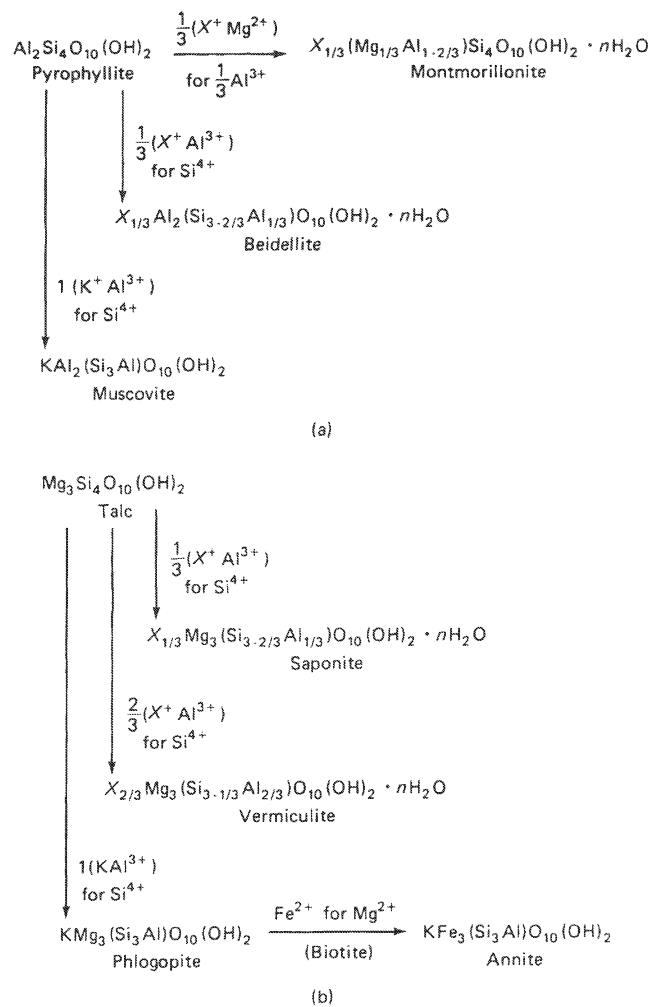 Al₂Si₄O₁₀(OH)₂
Pyrophyllite
1/3(X⁺ Mg²⁺)
for 1/3 Al³⁺
X₁/₃(Mg₁/₃Al₁₋₂/₃)Si₄O₁₀(OH)₂ · nH₂O
Montmorillonite
1/3(X⁺ Al³⁺)
for Si⁴⁺
X₁/₃Al₂(Si₃₋₂/₃Al₁/₃)O₁₀(OH)₂ · nH₂O
Beidellite
1 (K⁺ Al³⁺)
for Si⁴⁺
KAl₂(Si₃Al)O₁₀(OH)₂
Muscovite
(a)
Mg₃Si₄O₁₀(OH)₂
Talc
1/3(X⁺ Al³⁺)
for Si⁴⁺
X₁/₃Mg₃(Si₃₋₂/₃Al₁/₃)O₁₀(OH)₂ · nH₂O
Saponite
2/3(X⁺ Al³⁺)
for Si⁴⁺
X₂/₃Mg₃(Si₃₋₁/₃Al₂/₃)O₁₀(OH)₂ · nH₂O
Vermiculite
1(KAl³⁺)
for Si⁴⁺
KMg₃(Si₃Al)O₁₀(OH)₂
Phlogopite
Fe²⁺ for Mg²⁺
(Biotite)
KFe₃(Si₃Al)O₁₀(OH)₂
Annite
(b)